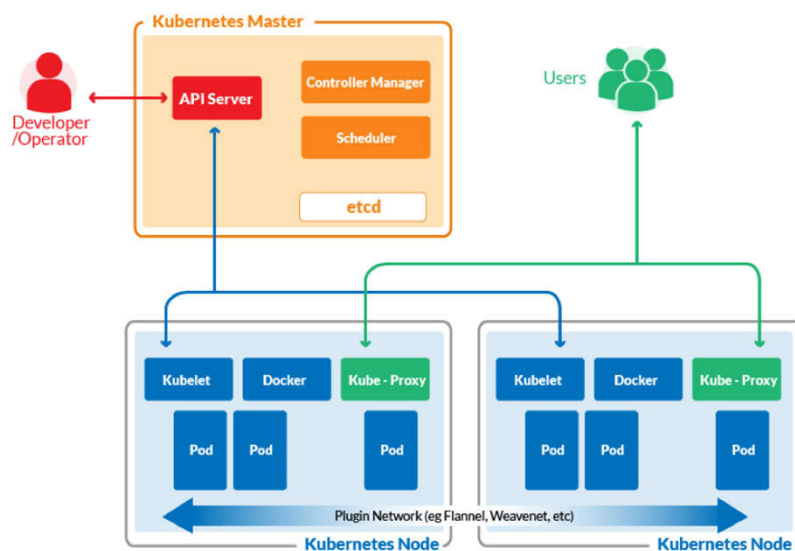 Kubernetes Master
API Server
Controller Manager
Scheduler
etcd
Developer
/Operator
Users
Kubelet
Docker
Kube - Proxy
Pod
Pod
Pod
Kubelet
Docker
Kube - Proxy
Pod
Pod
Pod
Plugin Network (eg Flannel, Weavenet, etc)
Kubernetes Node
Kubernetes Node